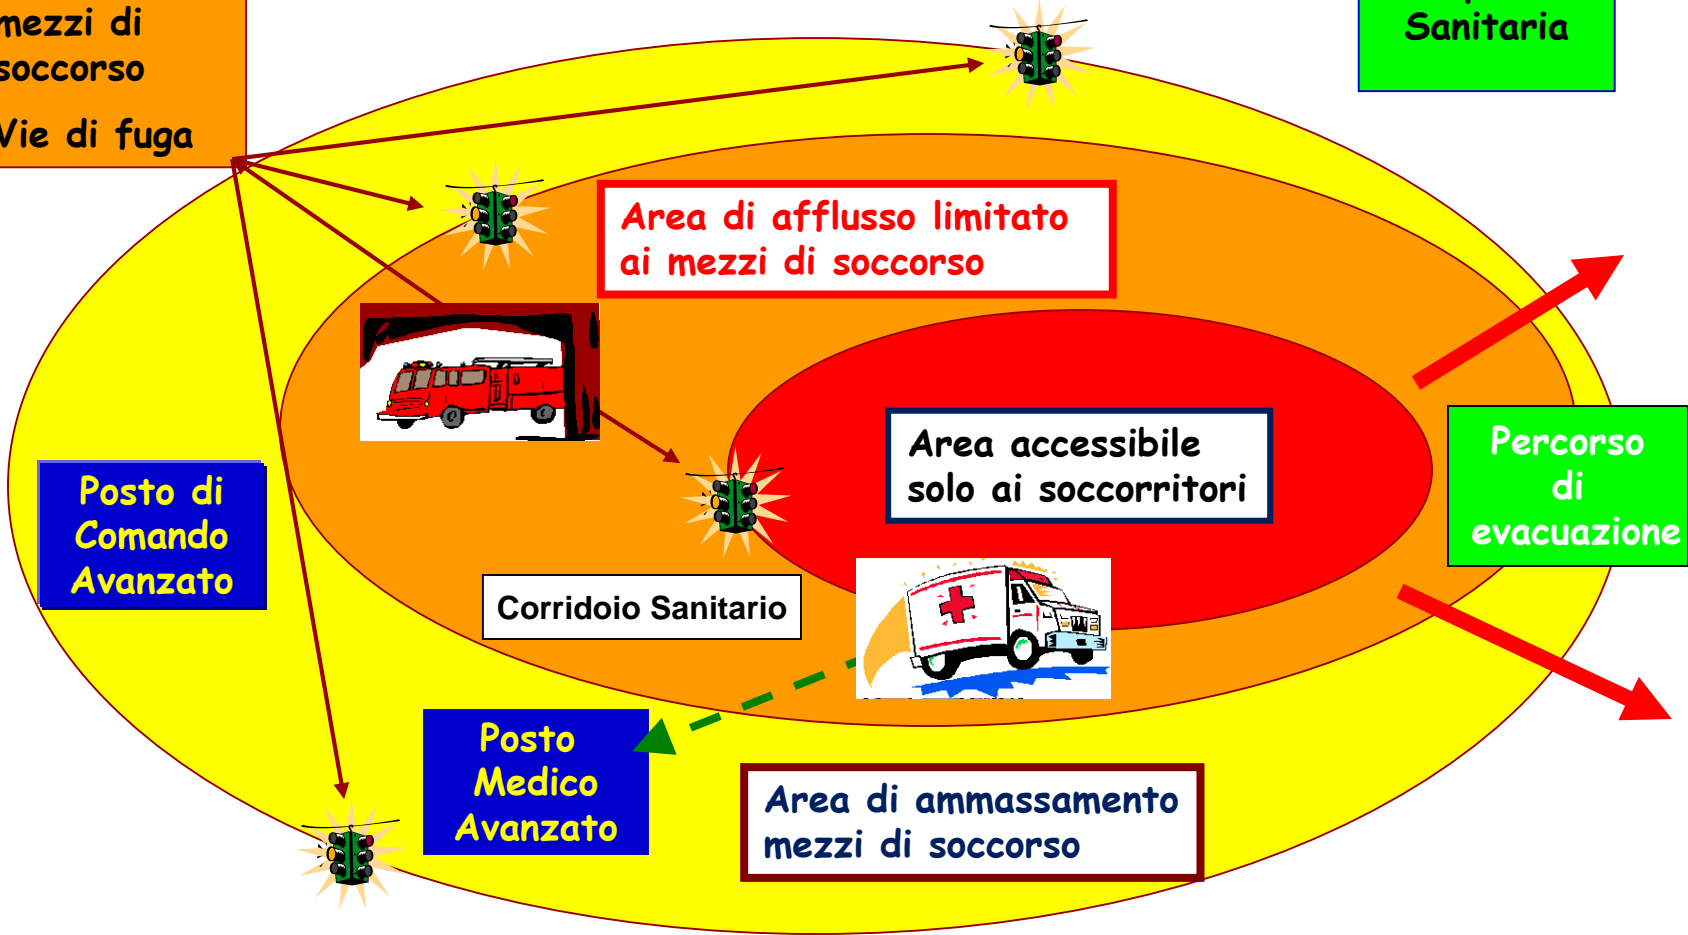 mezzi di
soccorso
Vie di fuga
Sanitaria
Area di afflusso limitato
ai mezzi di soccorso
Area accessibile
solo ai soccorritori
Percorso
di
evacuazione
Posto di
Comando
Avanzato
Corridoio Sanitario
Posto
Medico
Avanzato
Area di ammassamento
mezzi di soccorso